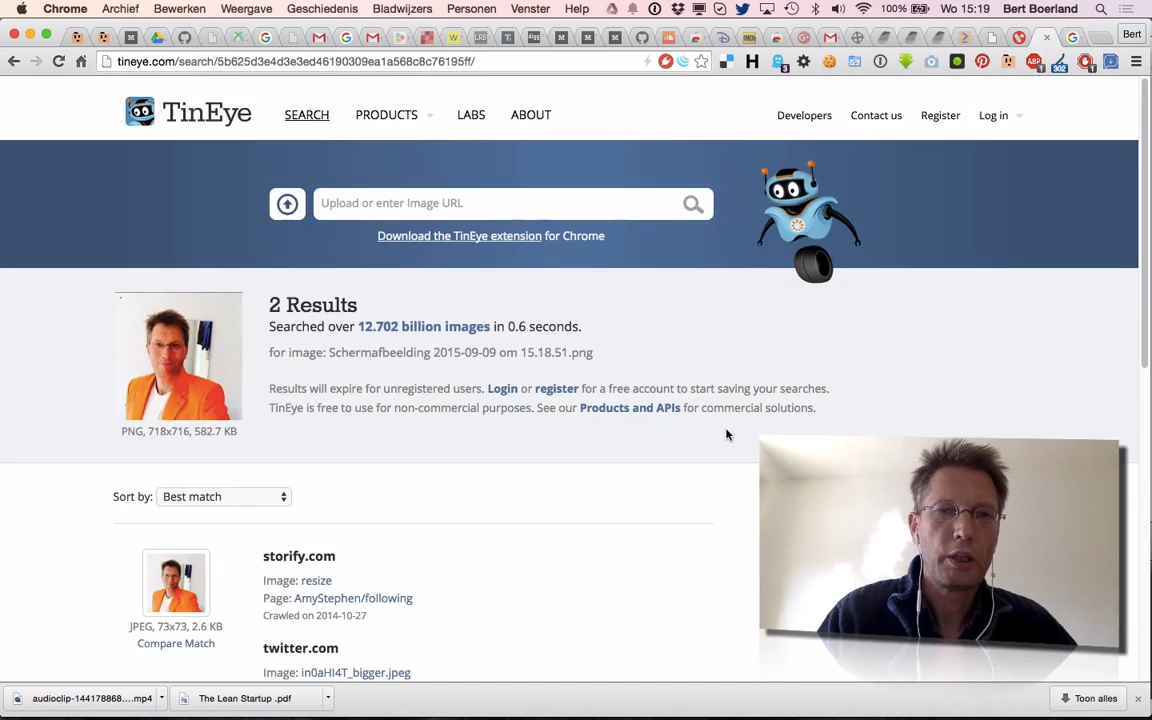 Chrome Archief Bewerken Weergave Geschiedenis Bladwijzers Personen Venster Help 100% Wo 15:19 Bert Boerland
Bert
tineye.com/search/5b625d3e4d3e3ed46190309ea1a568c8c76195ff/
TinEye SEARCH PRODUCTS LABS ABOUT Developers Contact us Register Log in
Upload or enter Image URL
Download the TinEye extension for Chrome
2 Results
Searched over 12.702 billion images in 0.6 seconds.
for image: Schermafbeelding 2015-09-09 om 15.18.51.png
Results will expire for unregistered users. Login or register for a free account to start saving your searches.
TinEye is free to use for non-commercial purposes. See our Products and APIs for commercial solutions.
PNG, 718x716, 582.7 KB
Sort by: Best match
storify.com
Image: resize
Page: AmyStephen/following
Crawled on 2014-10-27
JPEG, 73x73, 2.6 KB
Compare Match
twitter.com
Image: in0aHI4T_bigger.jpeg
audioclip-144178868....mp4 The Lean Startup .pdf Toon alles